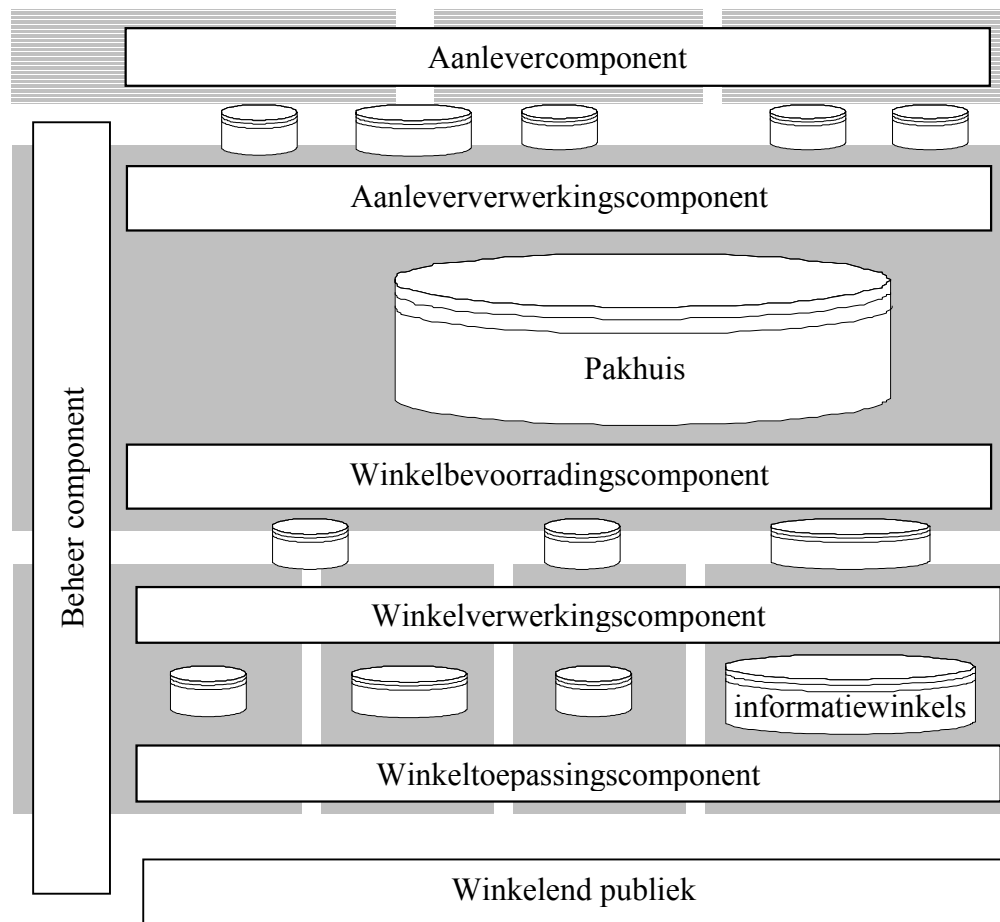 Aanlevercomponent
Aanleververwerkingscomponent
Pakhuis
Winkelbevoorradingscomponent
Beheer component
Winkelverwerkingscomponent
informatiewinkels
Winkeltoepassingscomponent
Winkelend publiek